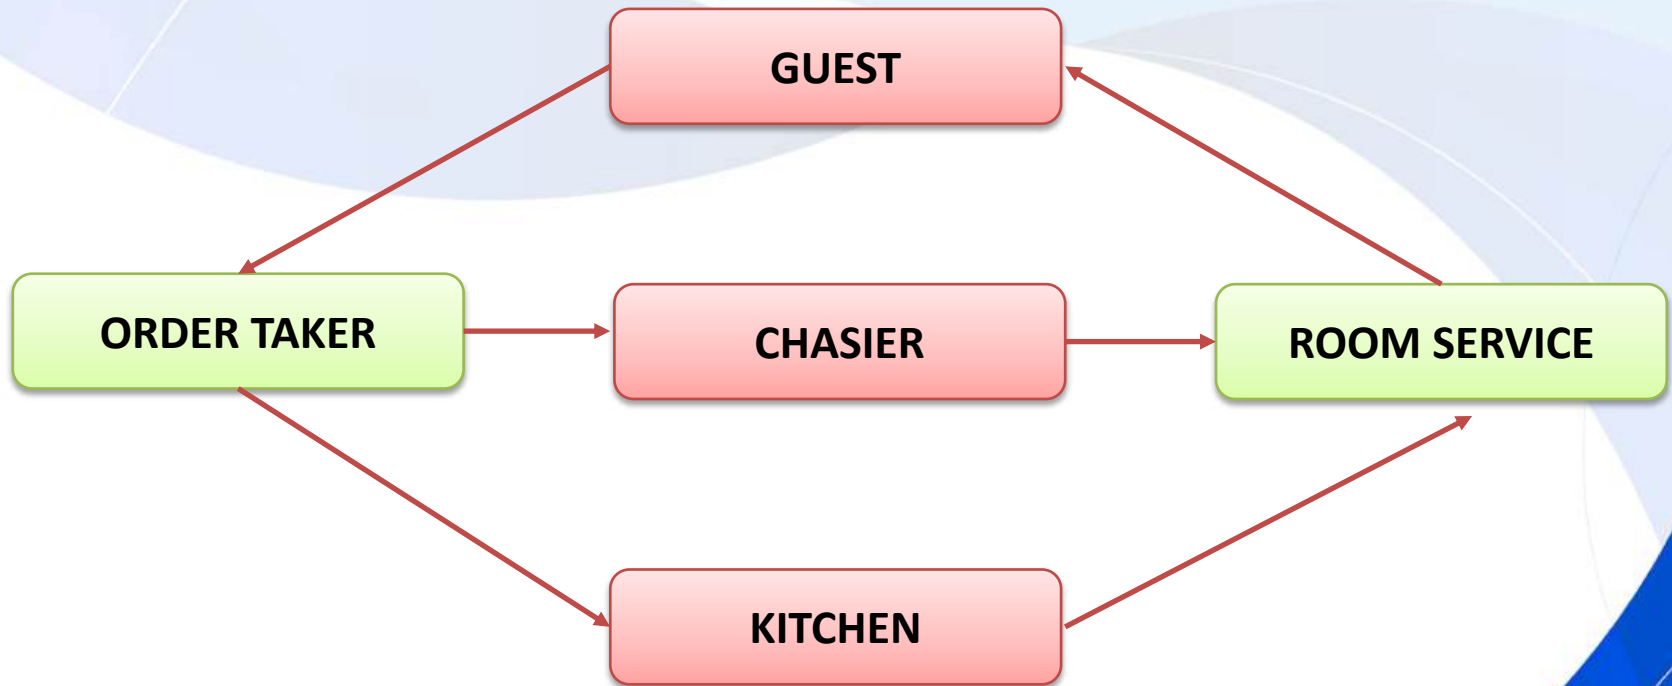 GUEST
ORDER TAKER
CHASIER
ROOM SERVICE
KITCHEN